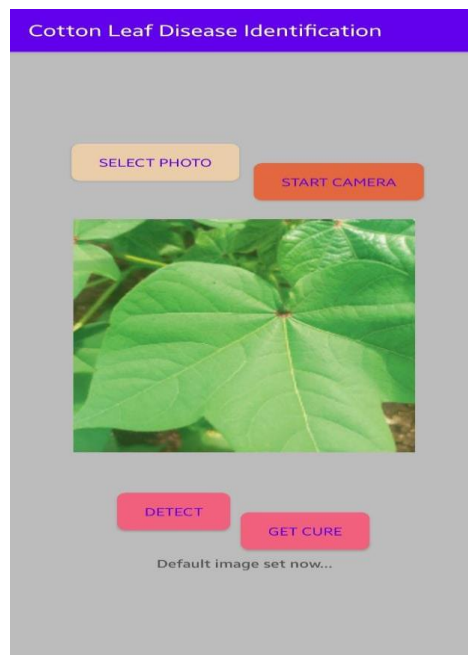 Cotton Leaf Disease Identification
SELECT PHOTO
START CAMERA
DETECT
GET CURE
Default image set now...